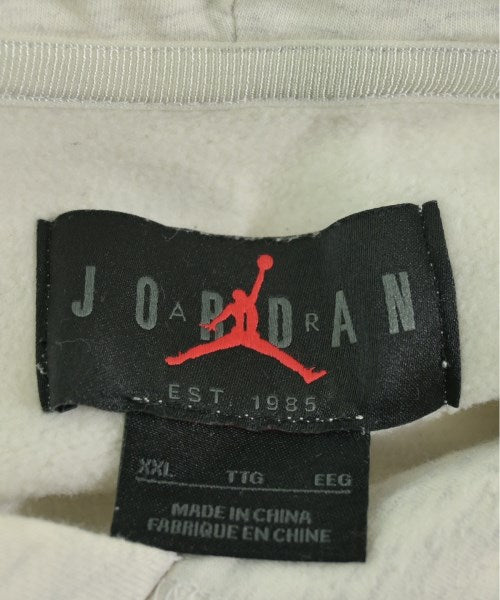 JORDAN
AIR
EST. 1985
XXL TTG EEG
MADE IN CHINA
FABRIQUE EN CHINE